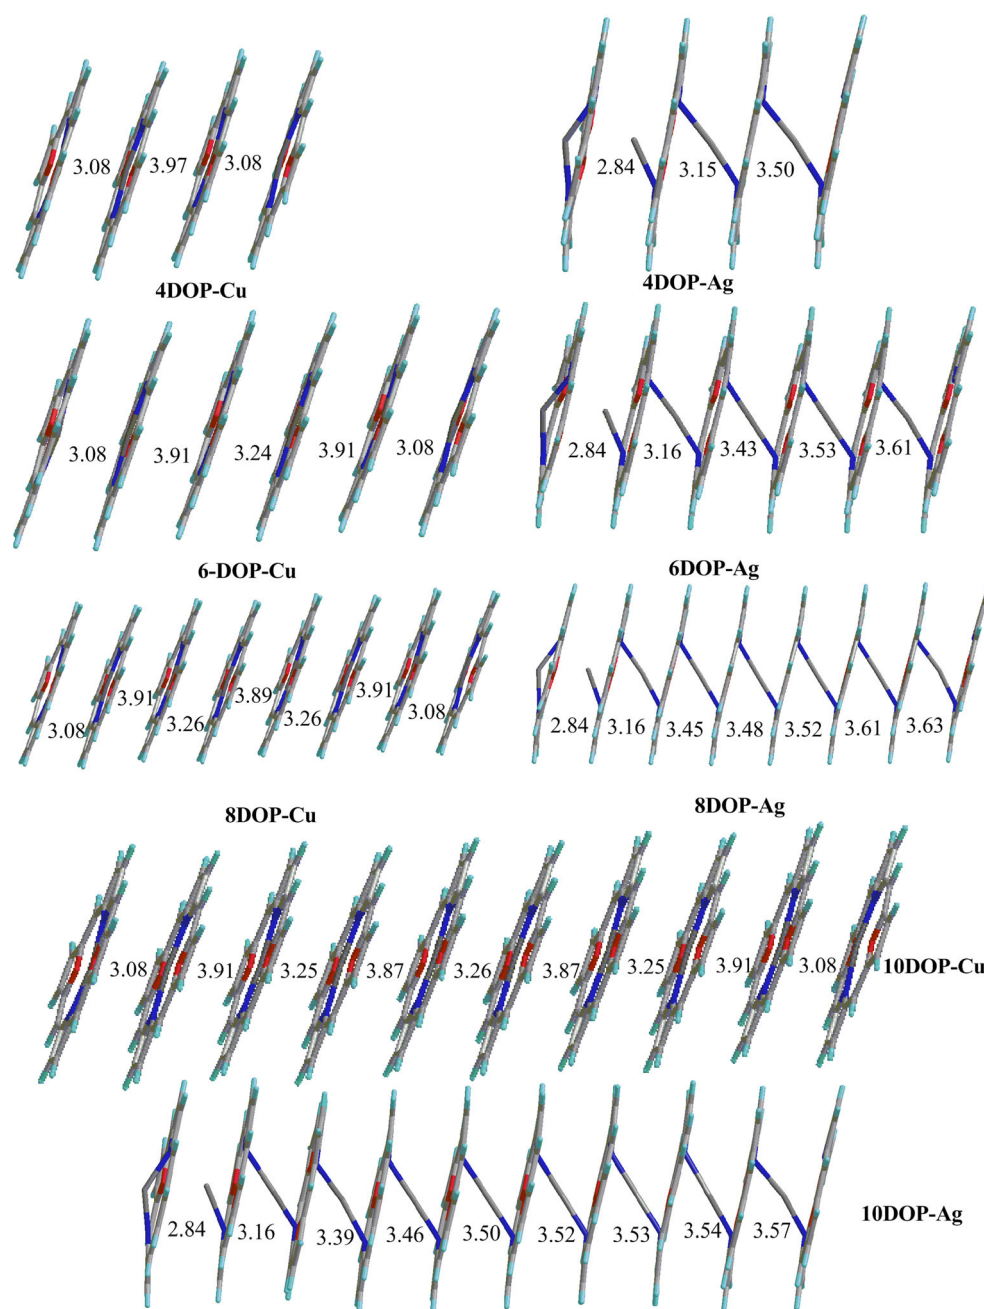 3.08 3.97 3.08
2.84 3.15 3.50
4DOP-Cu
4DOP-Ag
3.08 3.91 3.24 3.91 3.08
2.84 3.16 3.43 3.53 3.61
6-DOP-Cu
6DOP-Ag
3.08 3.91 3.26 3.89 3.26 3.91 3.08
2.84 3.16 3.45 3.48 3.52 3.61 3.63
8DOP-Cu
8DOP-Ag
3.08 3.91 3.25 3.87 3.26 3.87 3.25 3.91 3.08
10DOP-Cu
2.84 3.16 3.39 3.46 3.50 3.52 3.53 3.54 3.57
10DOP-Ag